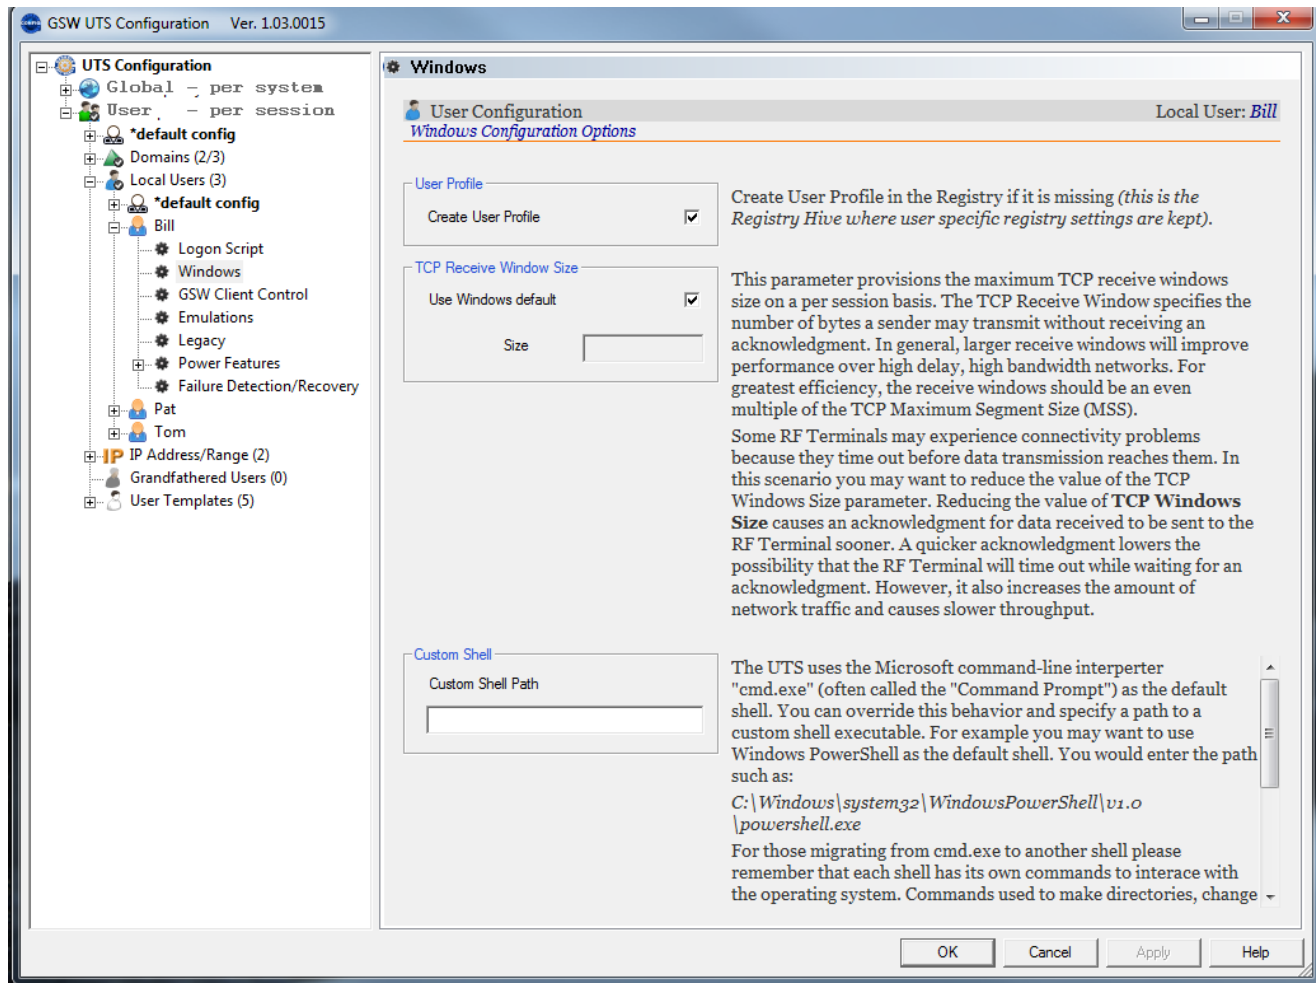 GSW UTS Configuration Ver. 1.03.0015
UTS Configuration
Global - per system
User - per session
*default config
Domains (2/3)
Local Users (3)
*default config
Bill
Logon Script
Windows
GSW Client Control
Emulations
Legacy
Power Features
Failure Detection/Recovery
Pat
Tom
IP Address/Range (2)
Grandfathered Users (0)
User Templates (5)
Windows
User Configuration Local User: Bill
Windows Configuration Options
User Profile
Create User Profile
Create User Profile in the Registry if it is missing (this is the
Registry Hive where user specific registry settings are kept).
TCP Receive Window Size
Use Windows default
Size
This parameter provisions the maximum TCP receive windows
size on a per session basis. The TCP Receive Window specifies the
number of bytes a sender may transmit without receiving an
acknowledgment. In general, larger receive windows will improve
performance over high delay, high bandwidth networks. For
greatest efficiency, the receive windows should be an even
multiple of the TCP Maximum Segment Size (MSS).
Some RF Terminals may experience connectivity problems
because they time out before data transmission reaches them. In
this scenario you may want to reduce the value of the TCP
Windows Size parameter. Reducing the value of TCP Windows
Size causes an acknowledgment for data received to be sent to the
RF Terminal sooner. A quicker acknowledgment lowers the
possibility that the RF Terminal will time out while waiting for an
acknowledgment. However, it also increases the amount of
network traffic and causes slower throughput.
Custom Shell
Custom Shell Path
The UTS uses the Microsoft command-line interperter
"cmd.exe" (often called the "Command Prompt") as the default
shell. You can override this behavior and specify a path to a
custom shell executable. For example you may want to use
Windows PowerShell as the default shell. You would enter the path
such as:
C:\Windows\system32\WindowsPowerShell\v1.0
\powershell.exe
For those migrating from cmd.exe to another shell please
remember that each shell has its own commands to interace with
the operating system. Commands used to make directories, change
OK
Cancel
Apply
Help